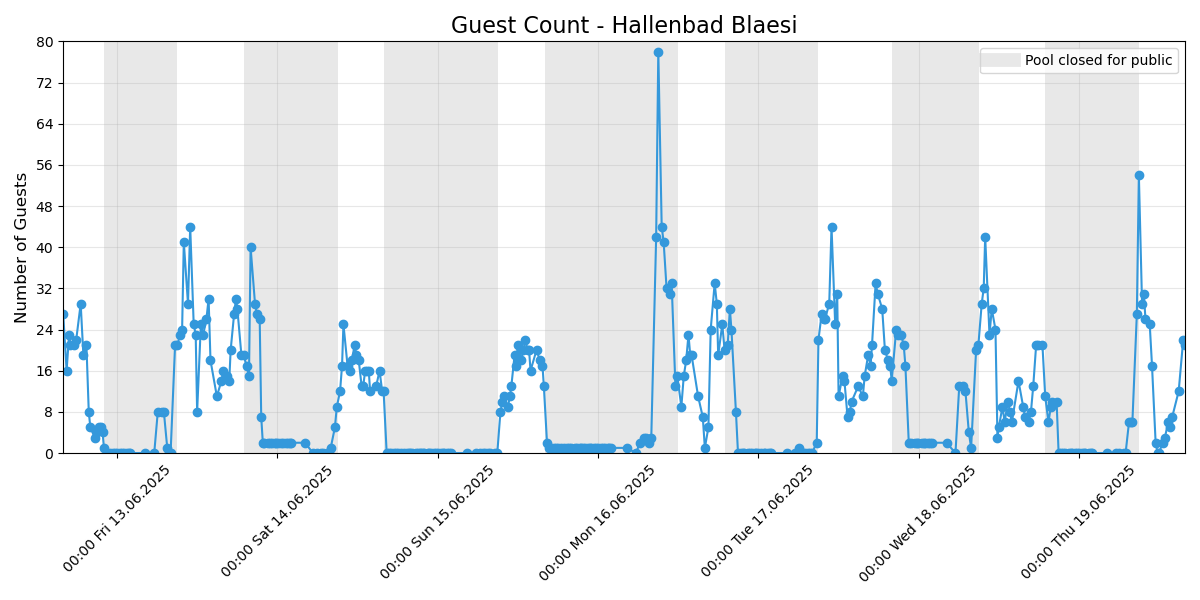 Guest Count - Hallenbad Blaesi
Pool closed for public
Number of Guests
80
72
64
56
48
40
32
24
16
8
0
00:00 Fri 13.06.2025
00:00 Sat 14.06.2025
00:00 Sun 15.06.2025
00:00 Mon 16.06.2025
00:00 Tue 17.06.2025
00:00 Wed 18.06.2025
00:00 Thu 19.06.2025